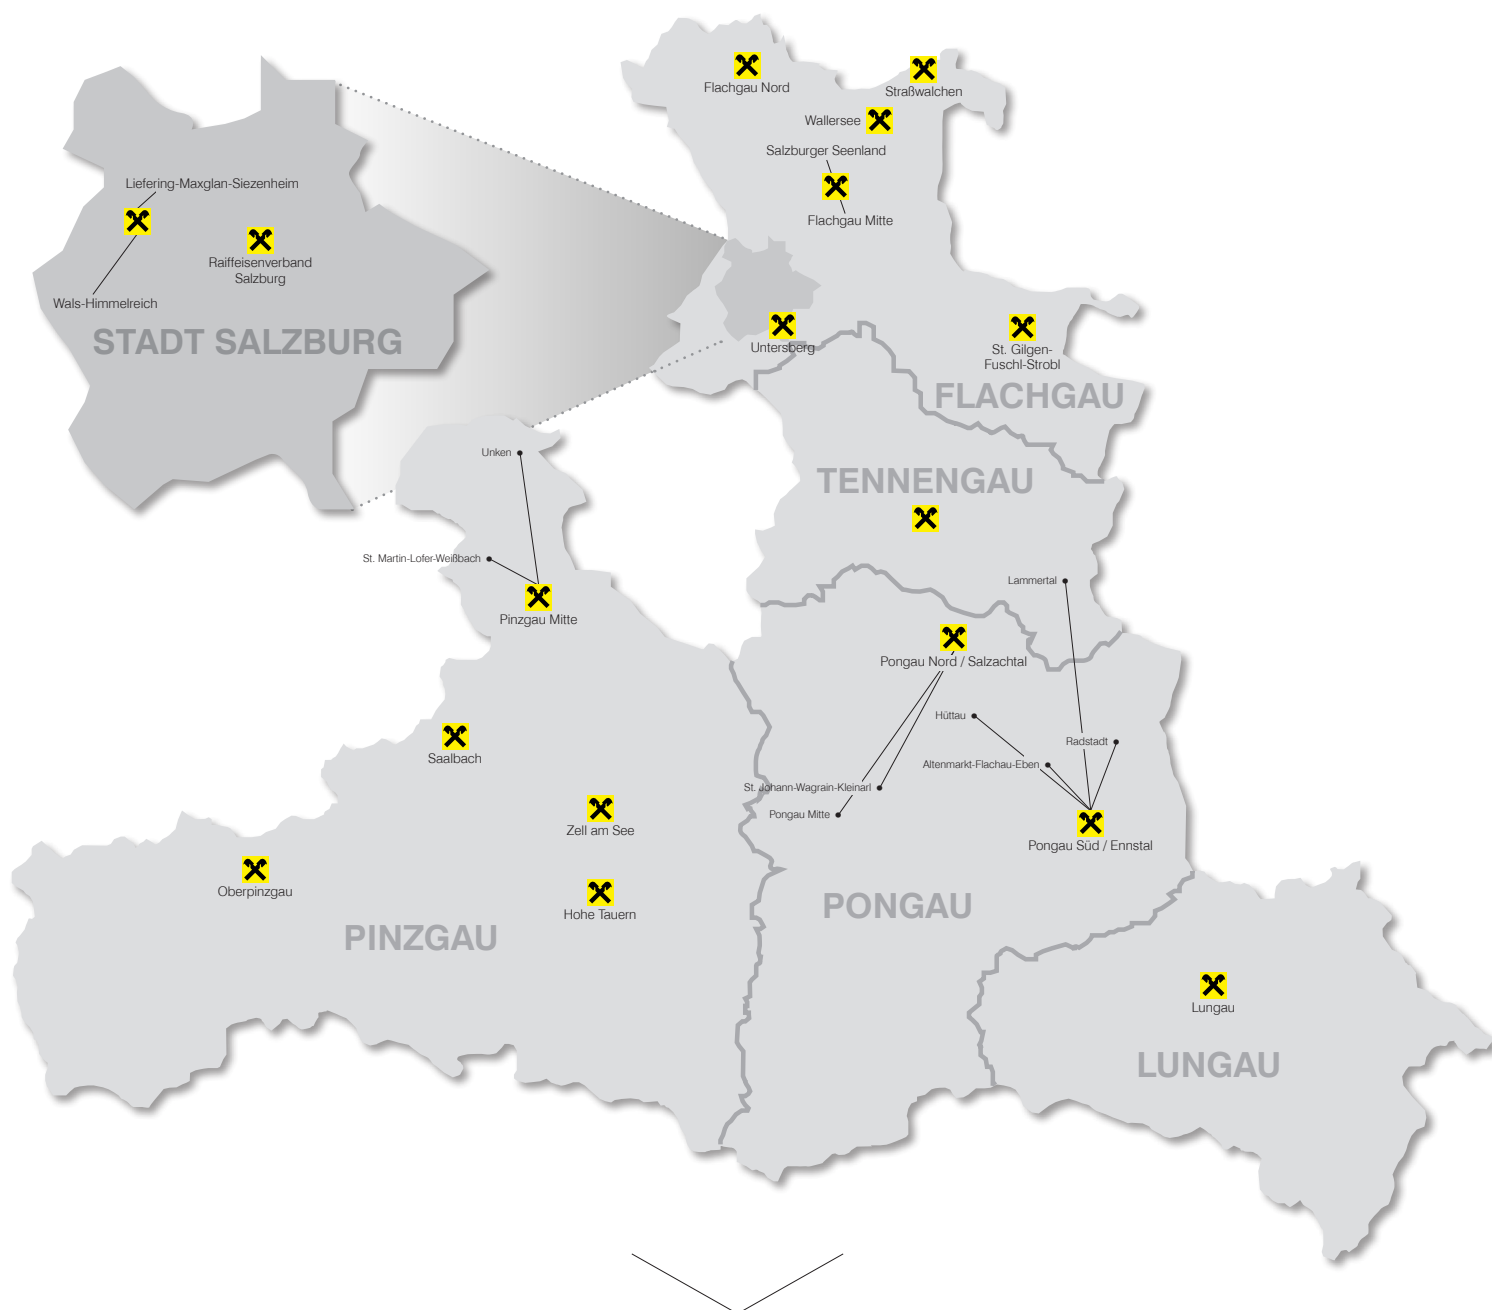 Flachgau Nord
Straßwalchen
Wallersee
Salzburger Seenland
Flachgau Mitte
Liefering-Maxglan-Siezenheim
Raiffeisenverband
Salzburg
Wals-Himmelreich
STADT SALZBURG
Untersberg
St. Gilgen-
Fuschl-Strobl
FLACHGAU
Unken
TENNENGAU
St. Martin-Lofer-Weißbach
Lammertal
Pinzgau Mitte
Pongau Nord / Salzachtal
Hüttau
Radstadt
Saalbach
Altenmarkt-Flachau-Eben
St. Johann-Wagrain-Kleinarl
Pongau Mitte
Zell am See
Pongau Süd / Ennstal
Oberpinzgau
Hohe Tauern
PONGAU
PINZGAU
Lungau
LUNGAU